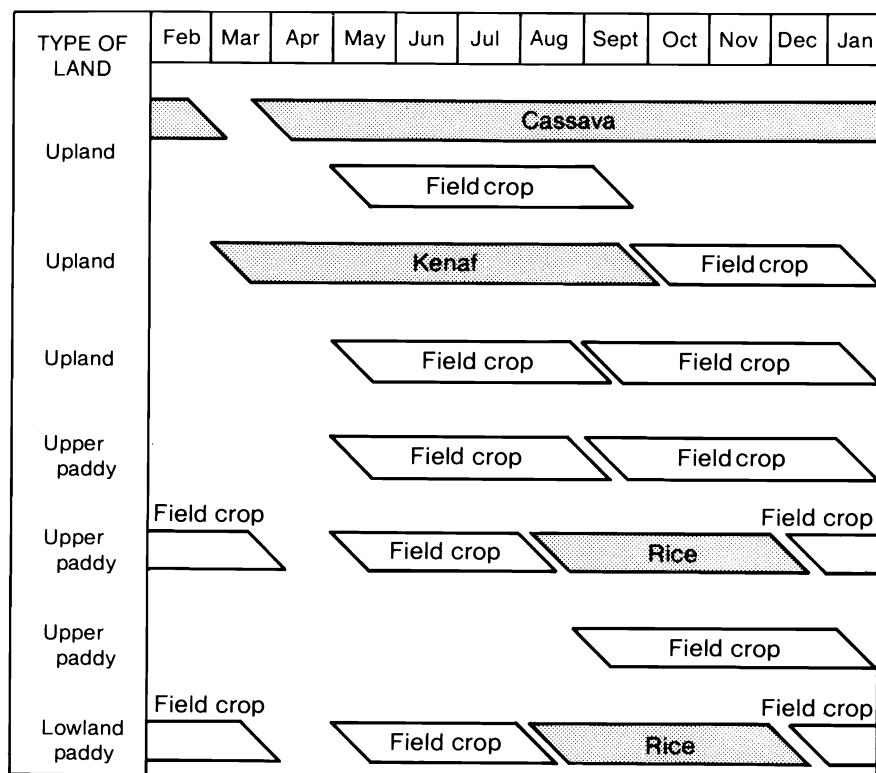 TYPE OF LAND Feb Mar Apr May Jun Jul Aug Sept Oct Nov Dec Jan
Cassava
Upland
Field crop
Upland Kenaf Field crop
Upland Field crop Field crop
Upper paddy Field crop Field crop
Field crop Field crop
Upper paddy Field crop Rice
Upper paddy Field crop
Field crop Field crop
Lowland paddy Field crop Rice